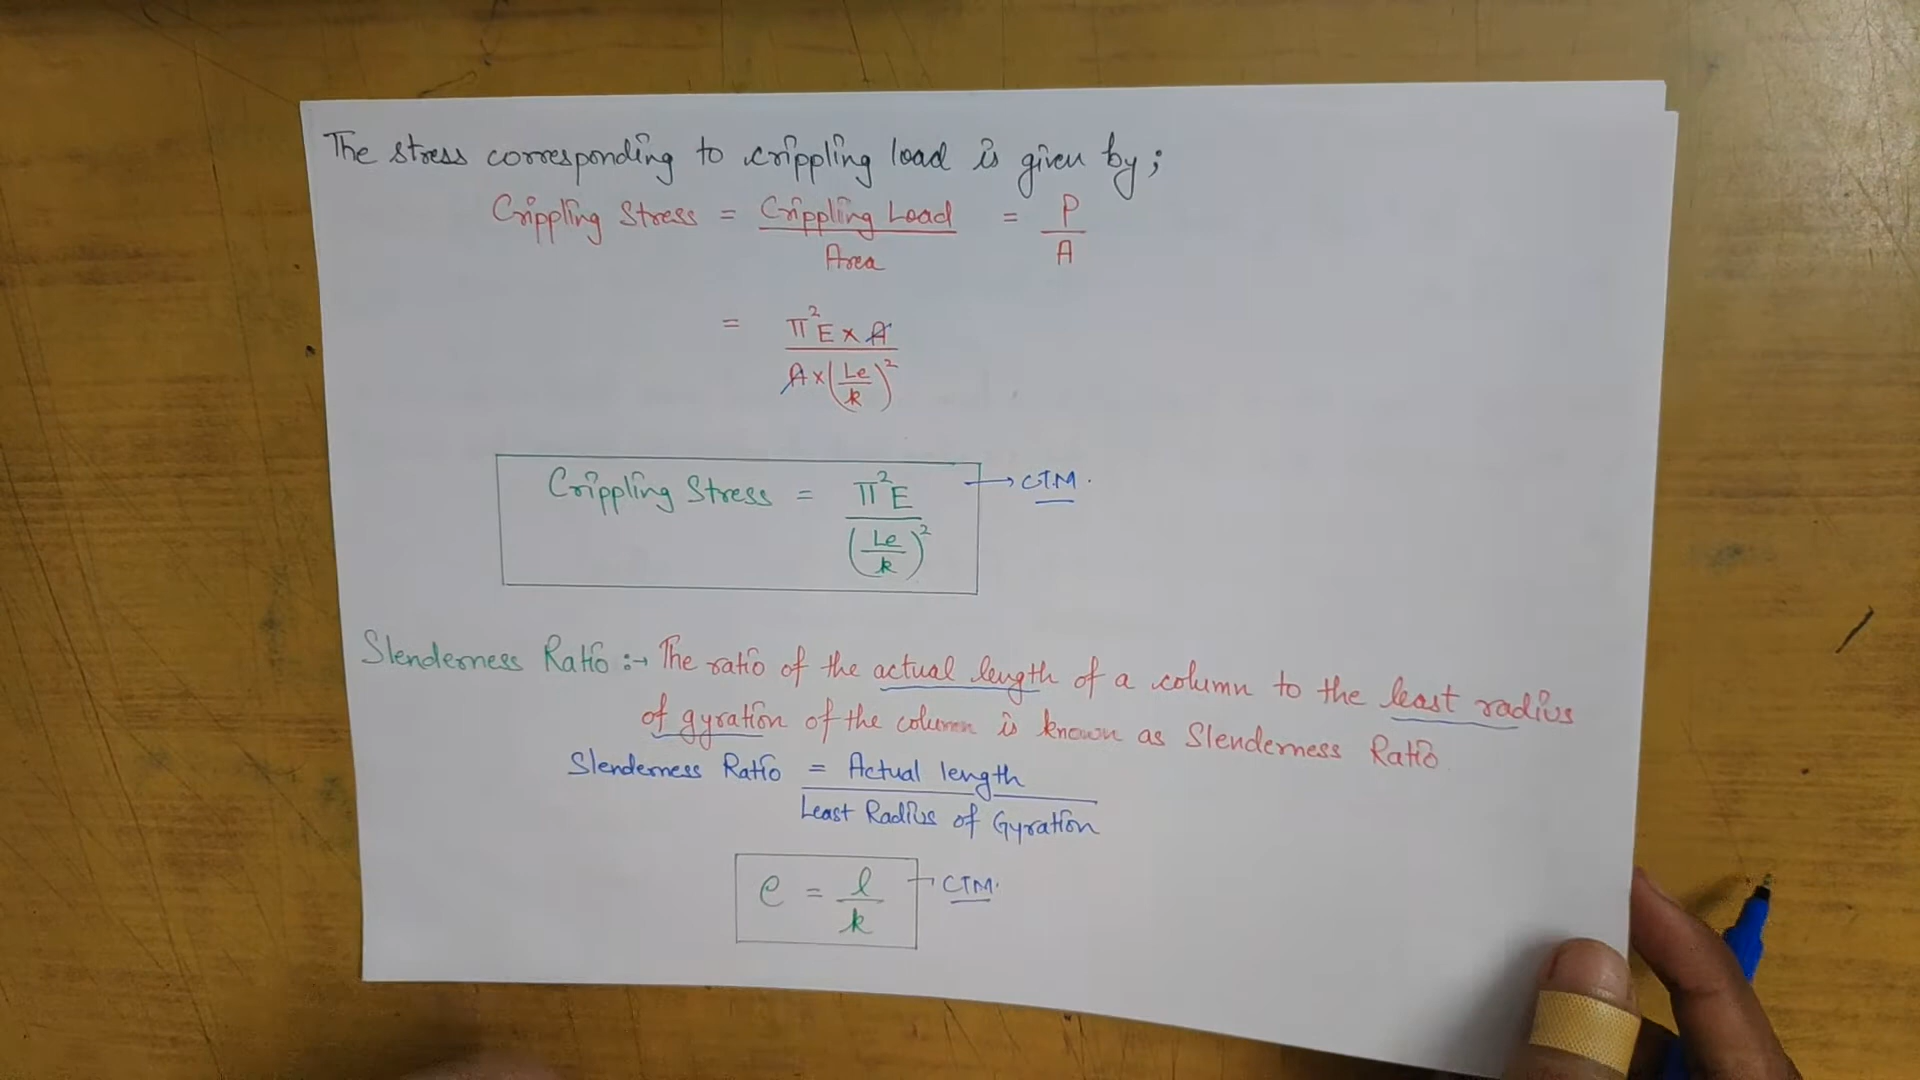 The stress corresponding to crippling load is given by;
Crippling Stress = Crippling Load / Area = P / A
= π²E × A / A × (Le/k)²
Crippling Stress = π²E / (Le/k)² → CTM.
Slenderness Ratio :→ The ratio of the actual length of a column to the least radius
of gyration of the column is known as Slenderness Ratio
Slenderness Ratio = Actual length / Least Radius of Gyration
e = l / k → CTM.